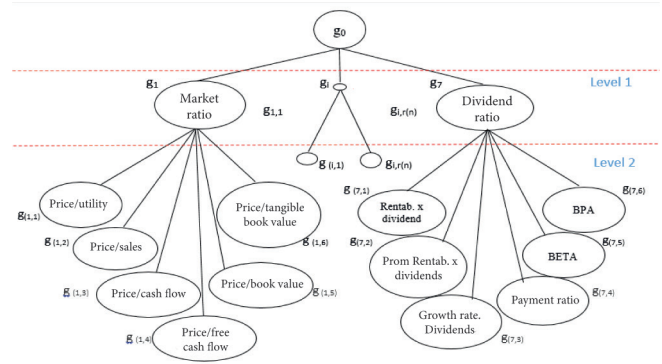 g0
Level 1
g1
gi
g7
Market
ratio
g1,1
gi,r(n)
Dividend
ratio
Level 2
g (i,1)
gi,r(n)
Price/utility
g(1,1)
Price/sales
g (1,2)
Price/cash flow
g (1,3)
Price/free
cash flow
g (1,4)
Price/book value
g (1,5)
Price/tangible
book value
g (1,6)
g (7,1)
Rentab. x
dividend
g(7,2)
Prom Rentab. x
dividends
Growth rate.
Dividends
g(7,3)
Payment ratio
g(7,4)
BETA
g(7,5)
BPA
g(7,6)